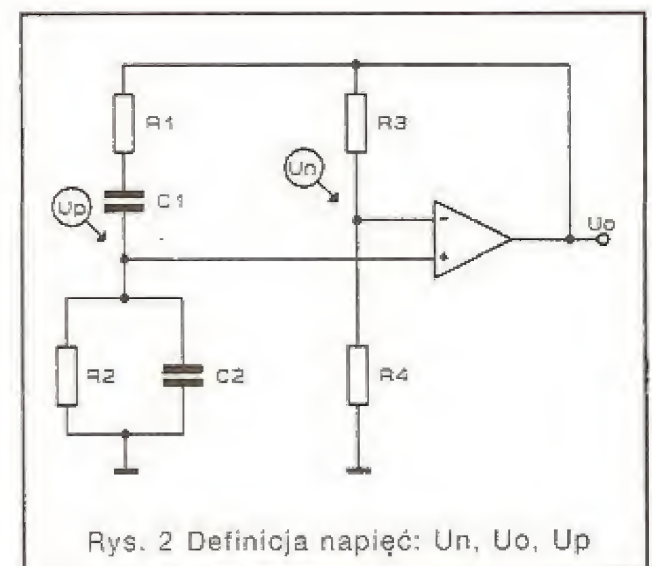 R1
R3
Un
C1
Up
-
Uo
+
R2
C2
R4
Rys. 2 Definicja napięć: Un, Uo, Up